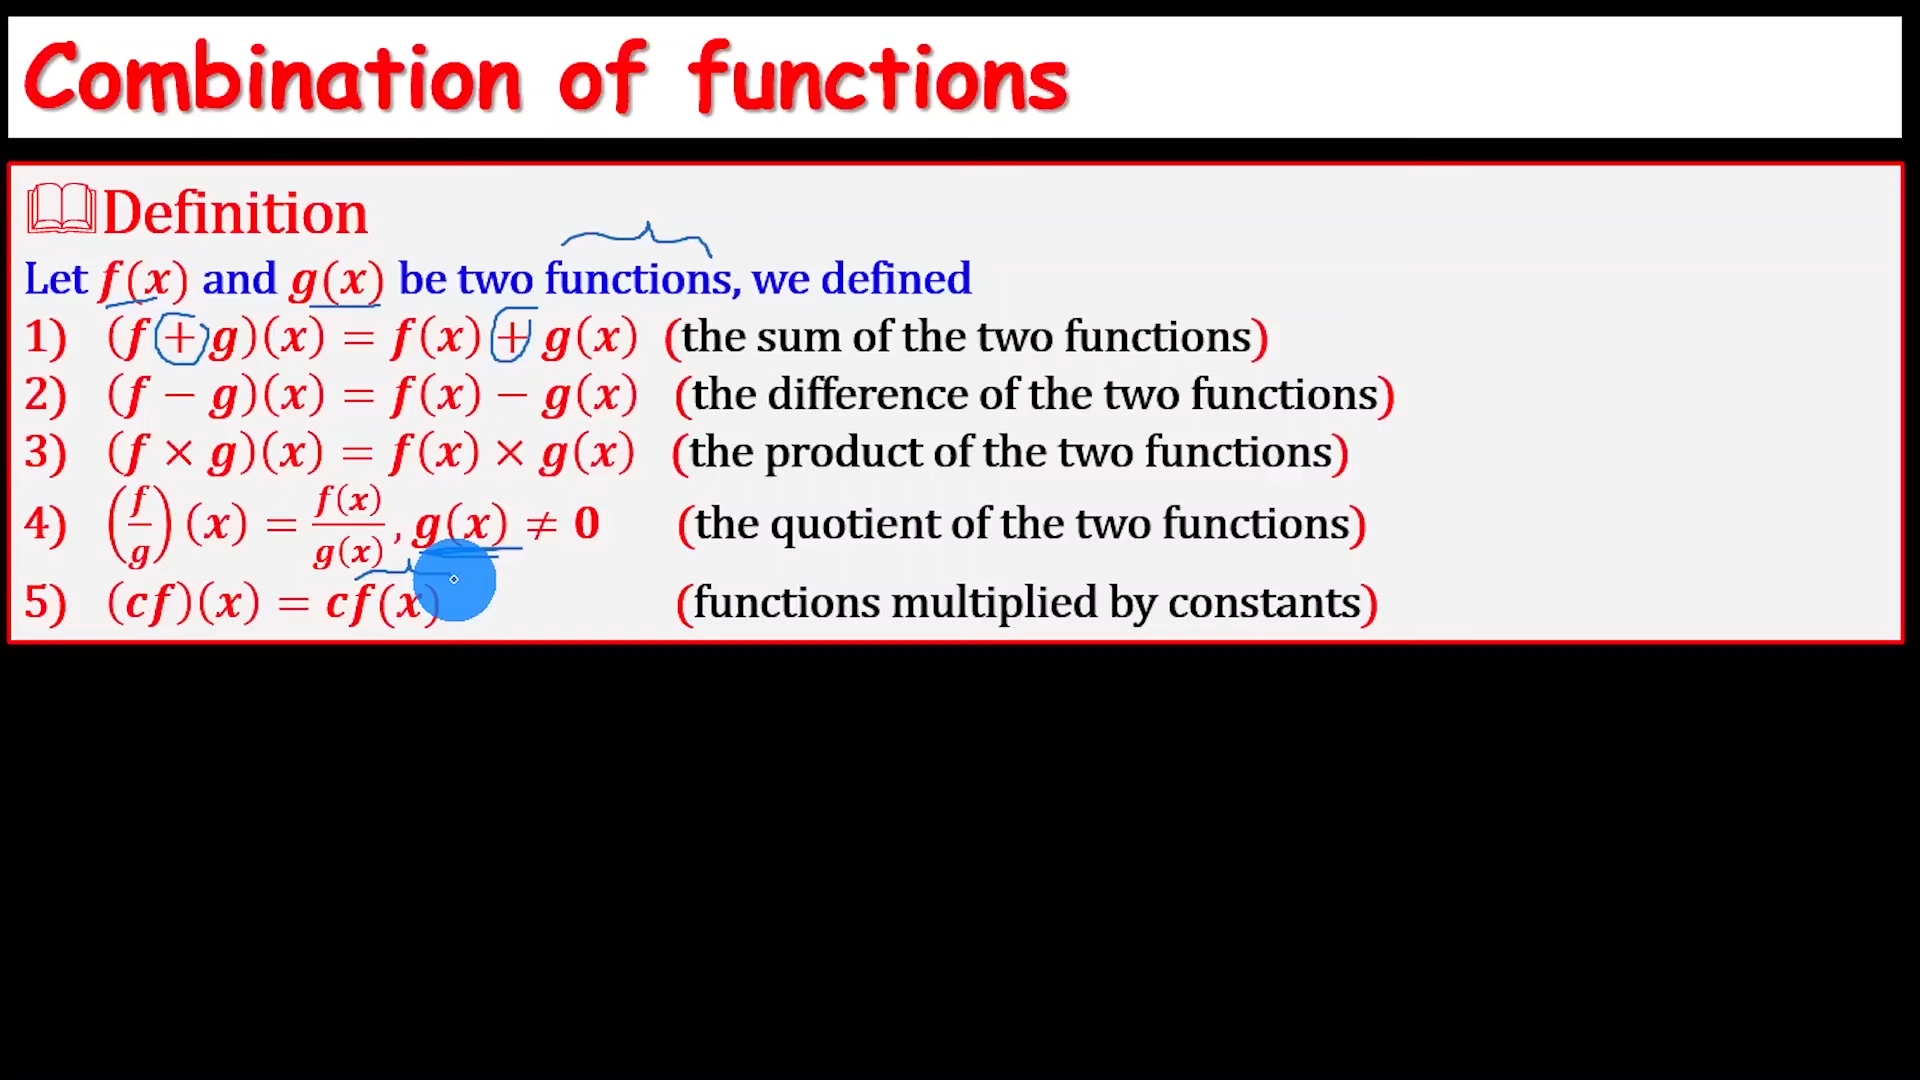 Combination of functions
Definition
Let f(x) and g(x) be two functions, we defined
1) (f + g)(x) = f(x) + g(x) (the sum of the two functions)
2) (f − g)(x) = f(x) − g(x) (the difference of the two functions)
3) (f × g)(x) = f(x) × g(x) (the product of the two functions)
4) (f/g)(x) = f(x)/g(x), g(x) ≠ 0 (the quotient of the two functions)
5) (cf)(x) = cf(x) (functions multiplied by constants)